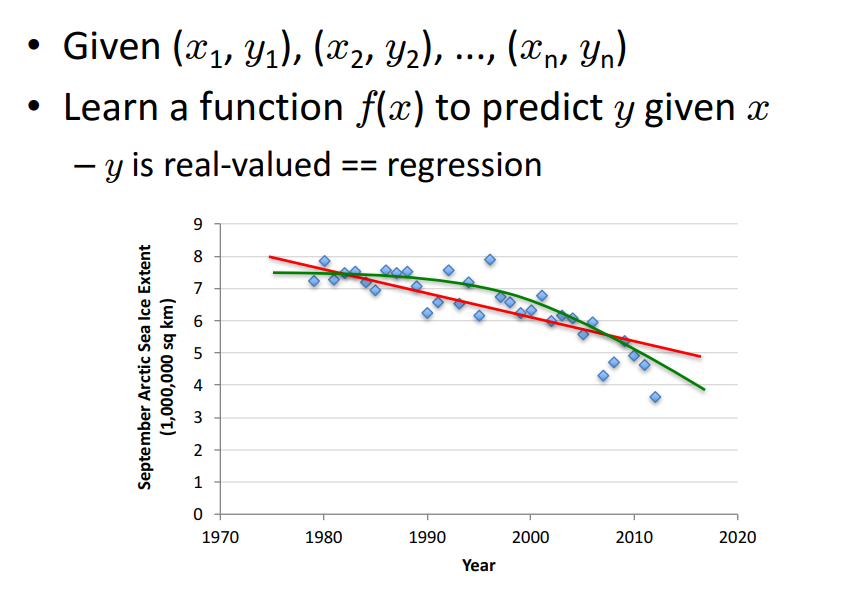 • Given (x₁, y₁), (x₂, y₂), ..., (xₙ, yₙ)
• Learn a function f(x) to predict y given x
– y is real-valued == regression
September Arctic Sea Ice Extent
(1,000,000 sq km)
9
8
7
6
5
4
3
2
1
0
1970 1980 1990 2000 2010 2020
Year